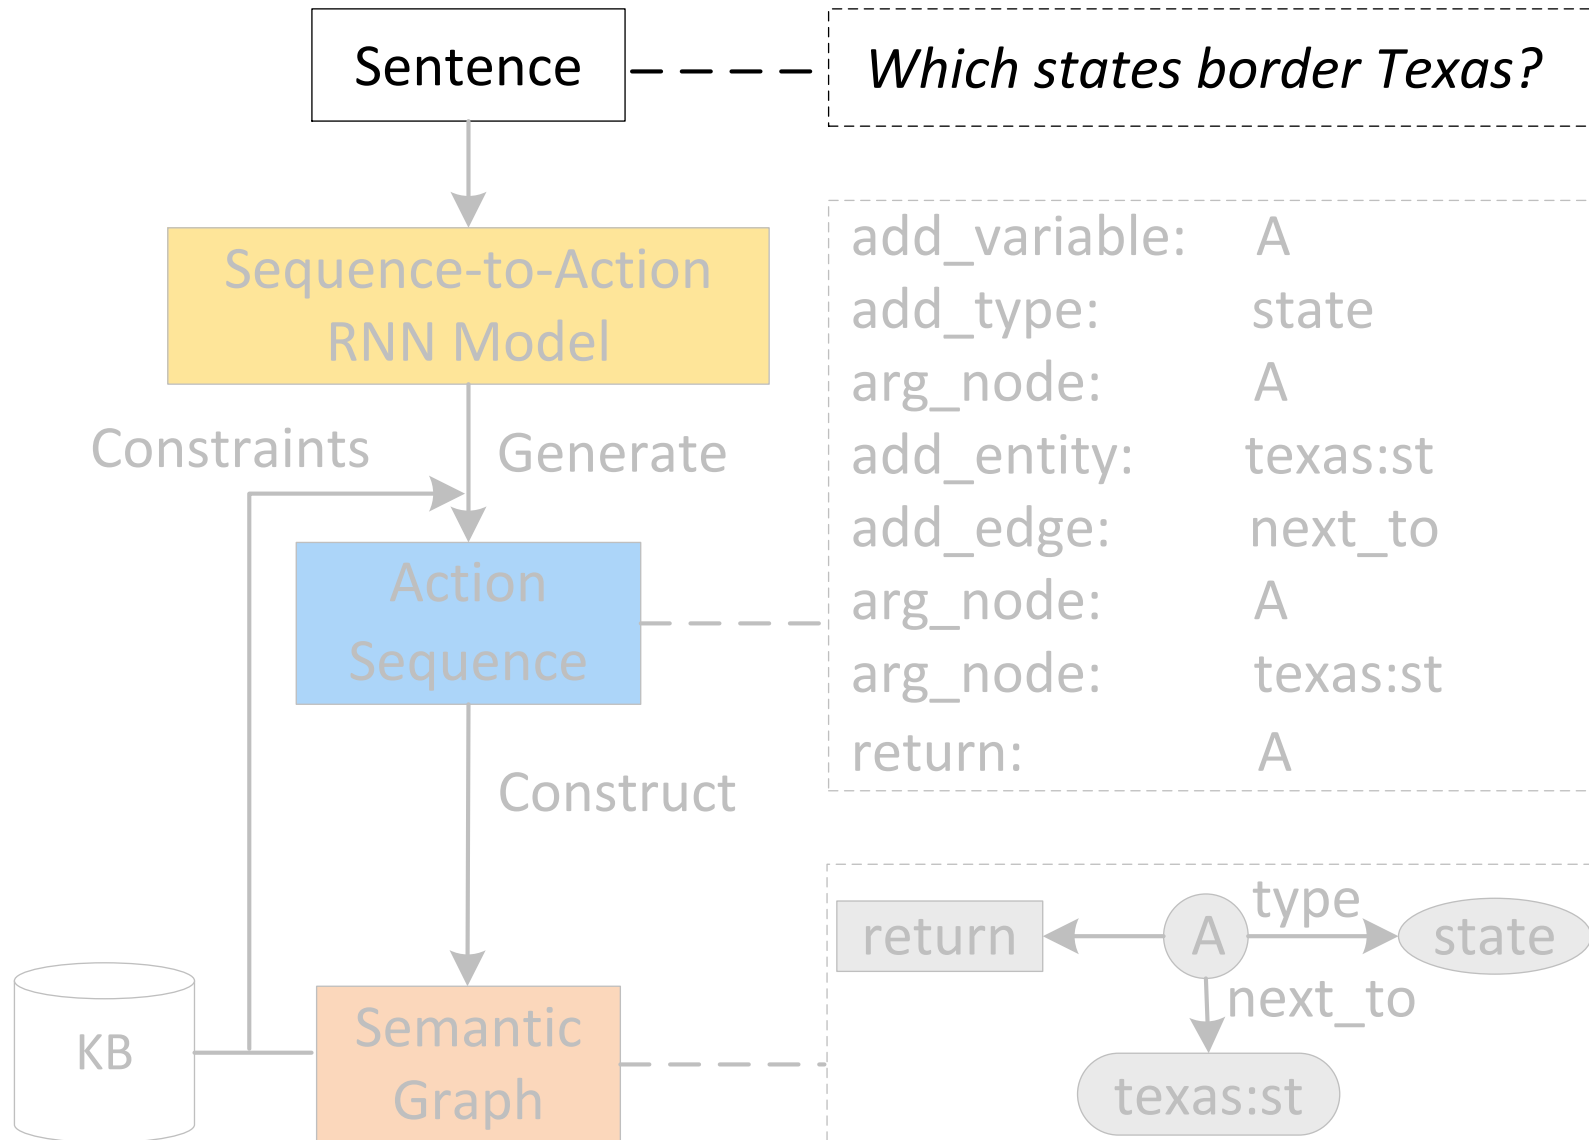 Sentence
Which states border Texas?
Sequence-to-Action
RNN Model
Constraints
Generate
Action
Sequence
add_variable: A
add_type: state
arg_node: A
add_entity: texas:st
add_edge: next_to
arg_node: A
arg_node: texas:st
return: A
Construct
KB
Semantic
Graph
return
A
type
state
next_to
texas:st